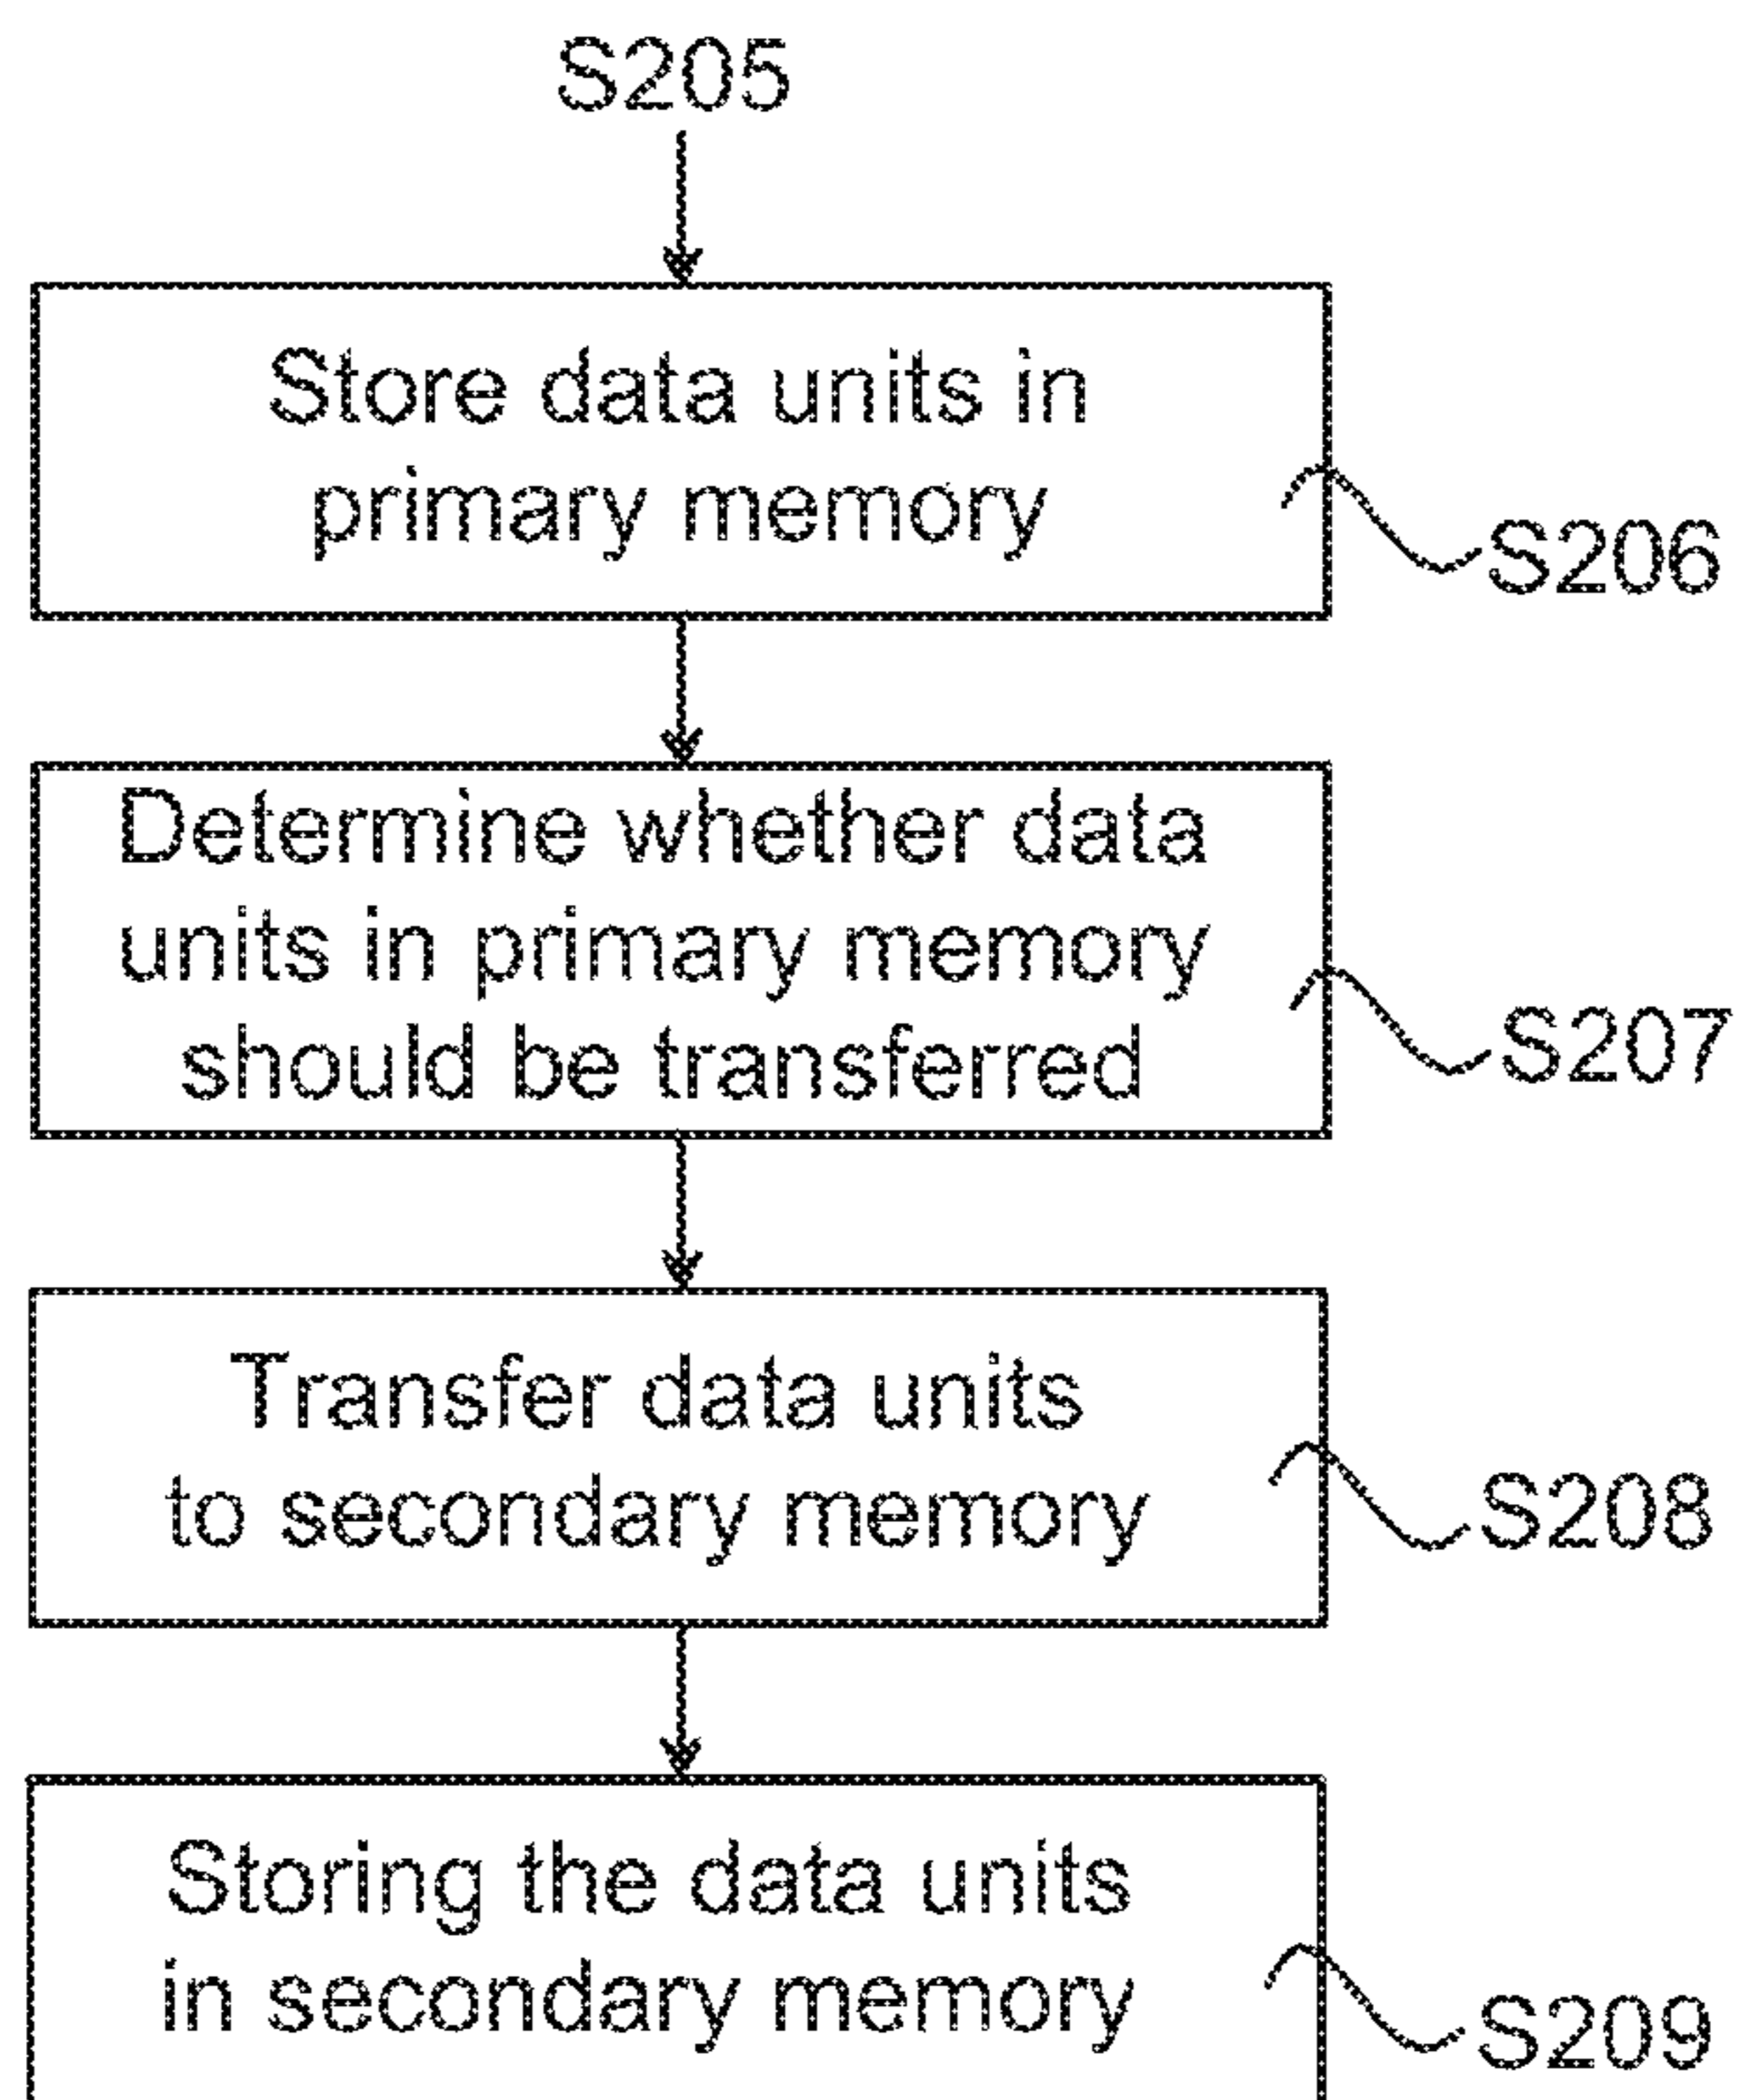 S205
Store data units in
primary memory
S206
Determine whether data
units in primary memory
should be transferred
S207
Transfer data units
to secondary memory
S208
Storing the data units
in secondary memory
S209